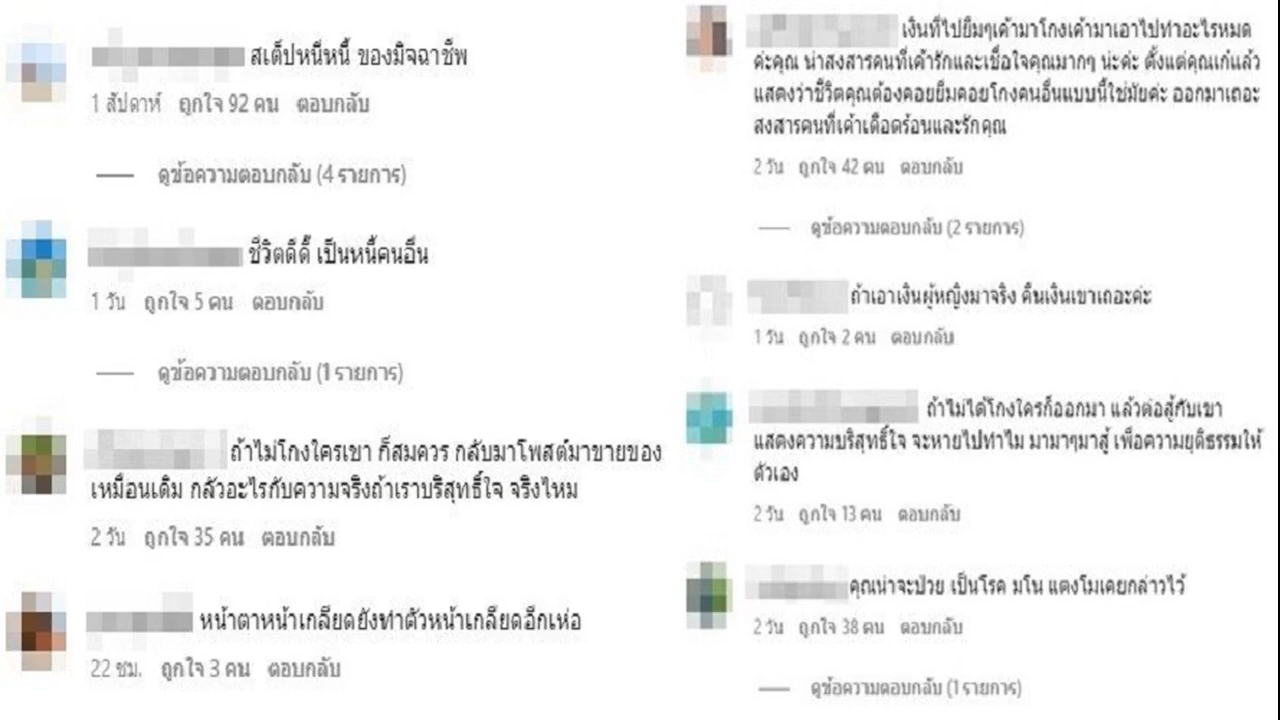 สเต็ปหนีหนี้ ของมิจฉาชีพ
1 สัปดาห์ ถูกใจ 92 คน ตอบกลับ
ดูข้อความตอบกลับ (4 รายการ)
ชีวิตดีดี๊ เป็นหนี้คนอื่น
1 วัน ถูกใจ 5 คน ตอบกลับ
ดูข้อความตอบกลับ (1 รายการ)
ถ้าไม่โกงใครเขา ก็สมควร กลับมาโพสต์มาขายของ
เหมือนเดิม กลัวอะไรกับความจริงถ้าเราบริสุทธิ์ใจ จริงไหม
2 วัน ถูกใจ 35 คน ตอบกลับ
หน้าตาหน้าเกลียดยังทำตัวหน้าเกลียดอีกเห่อ
22 ชม. ถูกใจ 3 คน ตอบกลับ
เงินที่ไปยืมๆเค้ามาโกงเค้ามาเอาไปทำอะไรหมด
ค่ะคุณ น่าสงสารคนที่เค้ารักและเชื่อใจคุณมากๆ น่ะค่ะ ตั้งแต่คุณเก๋แล้ว
แสดงว่าชีวิตคุณต้องคอยยืมคอยโกงคนอื่นแบบนี้ใช่มัยค่ะ ออกมาเถอะ
สงสารคนที่เค้าเดือดร้อนและรักคุณ
2 วัน ถูกใจ 42 คน ตอบกลับ
ดูข้อความตอบกลับ (2 รายการ)
ถ้าเอาเงินผู้หญิงมาจริง คืนเงินเขาเถอะค่ะ
1 วัน ถูกใจ 2 คน ตอบกลับ
ถ้าไม่ได้โกงใครก็ออกมา แล้วต่อสู้กับเขา
แสดงความบริสุทธิ์ใจ จะหายไปทำไม มามาๆมาสู้ เพื่อความยุติธรรมให้
ตัวเอง
2 วัน ถูกใจ 13 คน ตอบกลับ
คุณน่าจะป่วย เป็นโรค มโน แตงโมเคยกล่าวไว้
2 วัน ถูกใจ 38 คน ตอบกลับ
ดูข้อความตอบกลับ (1 รายการ)